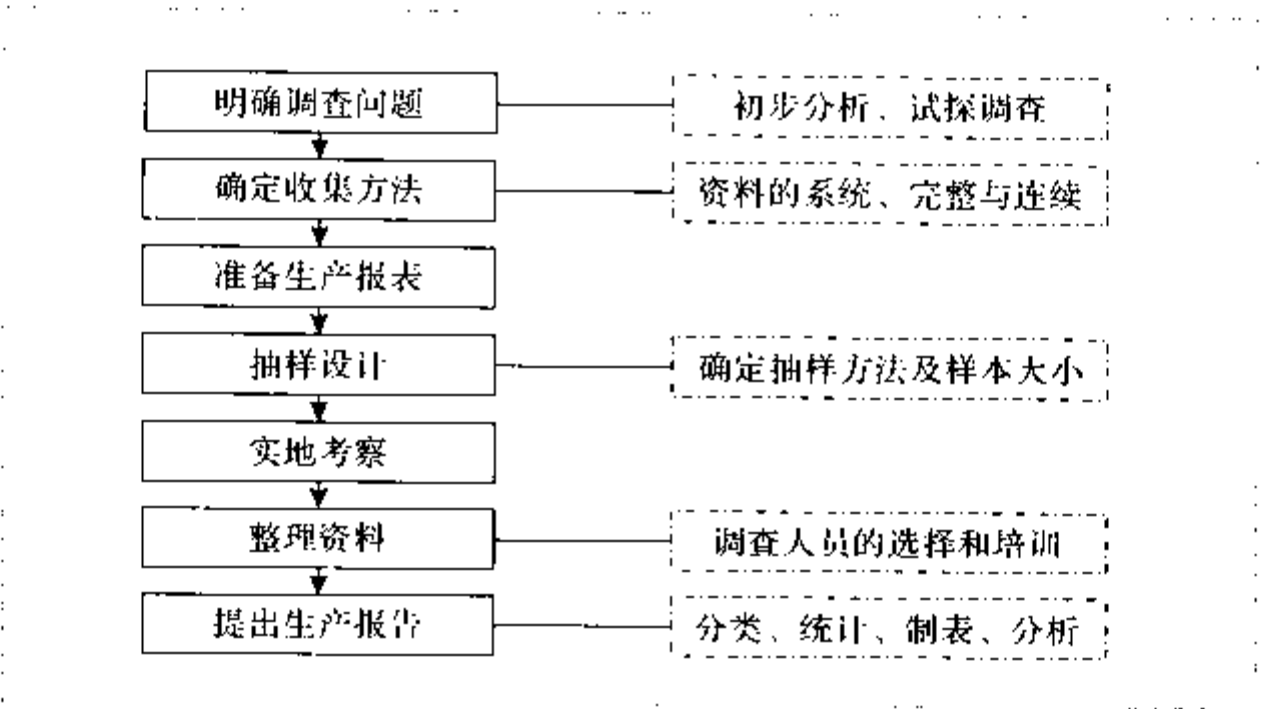 明确调查问题
初步分析、试探调查
确定收集方法
资料的系统、完整与连续
准备生产报表
抽样设计
确定抽样方法及样本大小
实地考察
整理资料
调查人员的选择和培训
提出生产报告
分类、统计、制表、分析